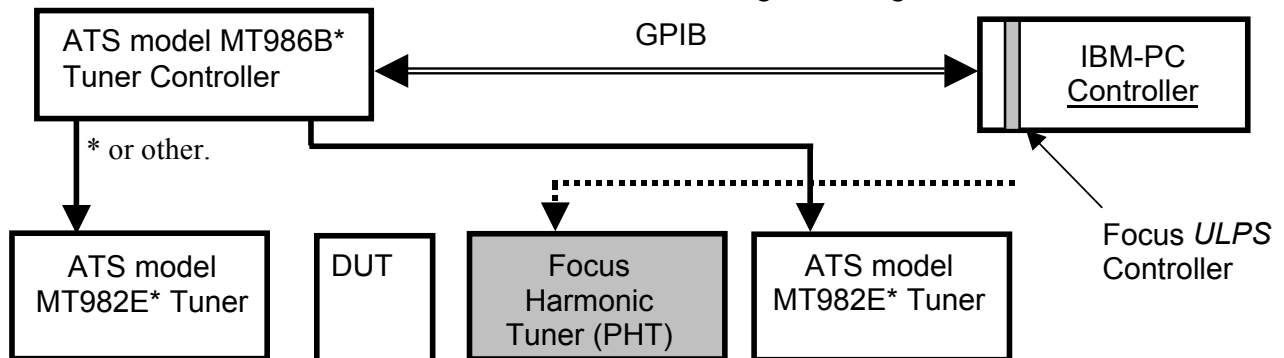 ATS model MT986B*
Tuner Controller
GPIB
IBM-PC
Controller
* or other.
Focus ULPS
Controller
ATS model
MT982E* Tuner
DUT
Focus
Harmonic
Tuner (PHT)
ATS model
MT982E* Tuner